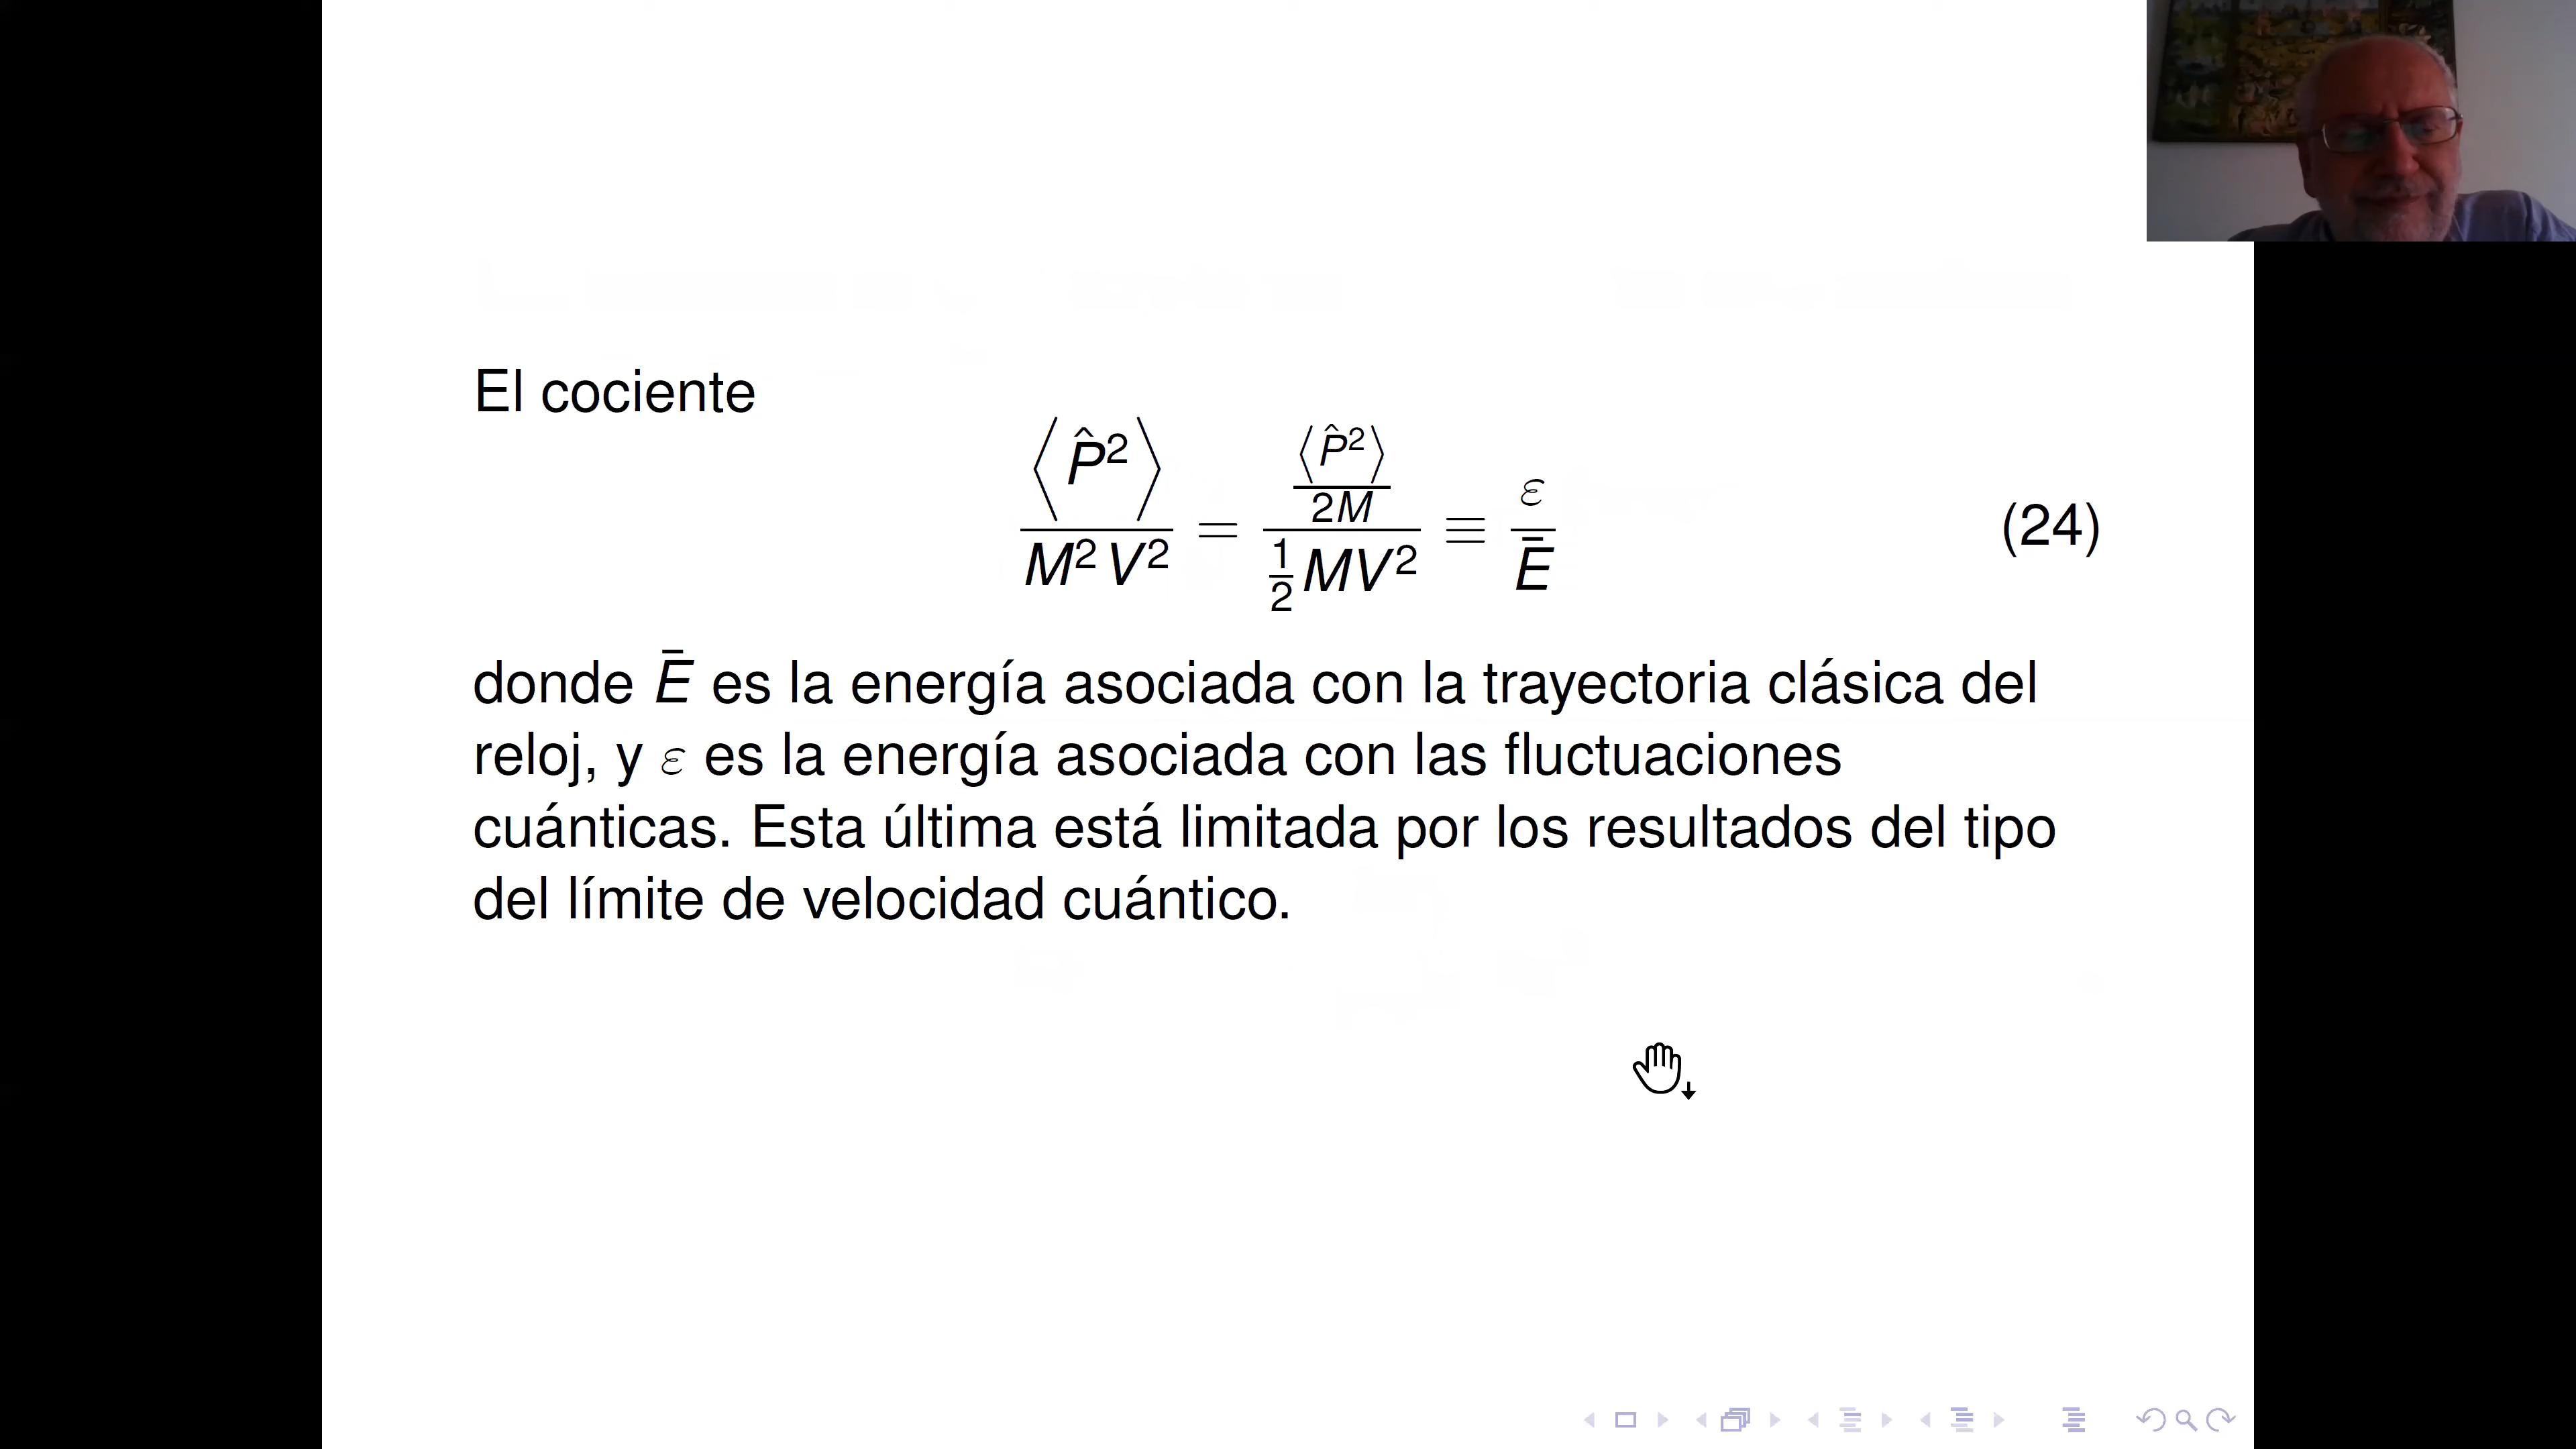 El cociente
⟨P̂²⟩ / M²V² = (⟨P̂²⟩ / 2M) / (½MV²) ≡ ε / Ē (24)
donde Ē es la energía asociada con la trayectoria clásica del
reloj, y ε es la energía asociada con las fluctuaciones
cuánticas. Esta última está limitada por los resultados del tipo
del límite de velocidad cuántico.